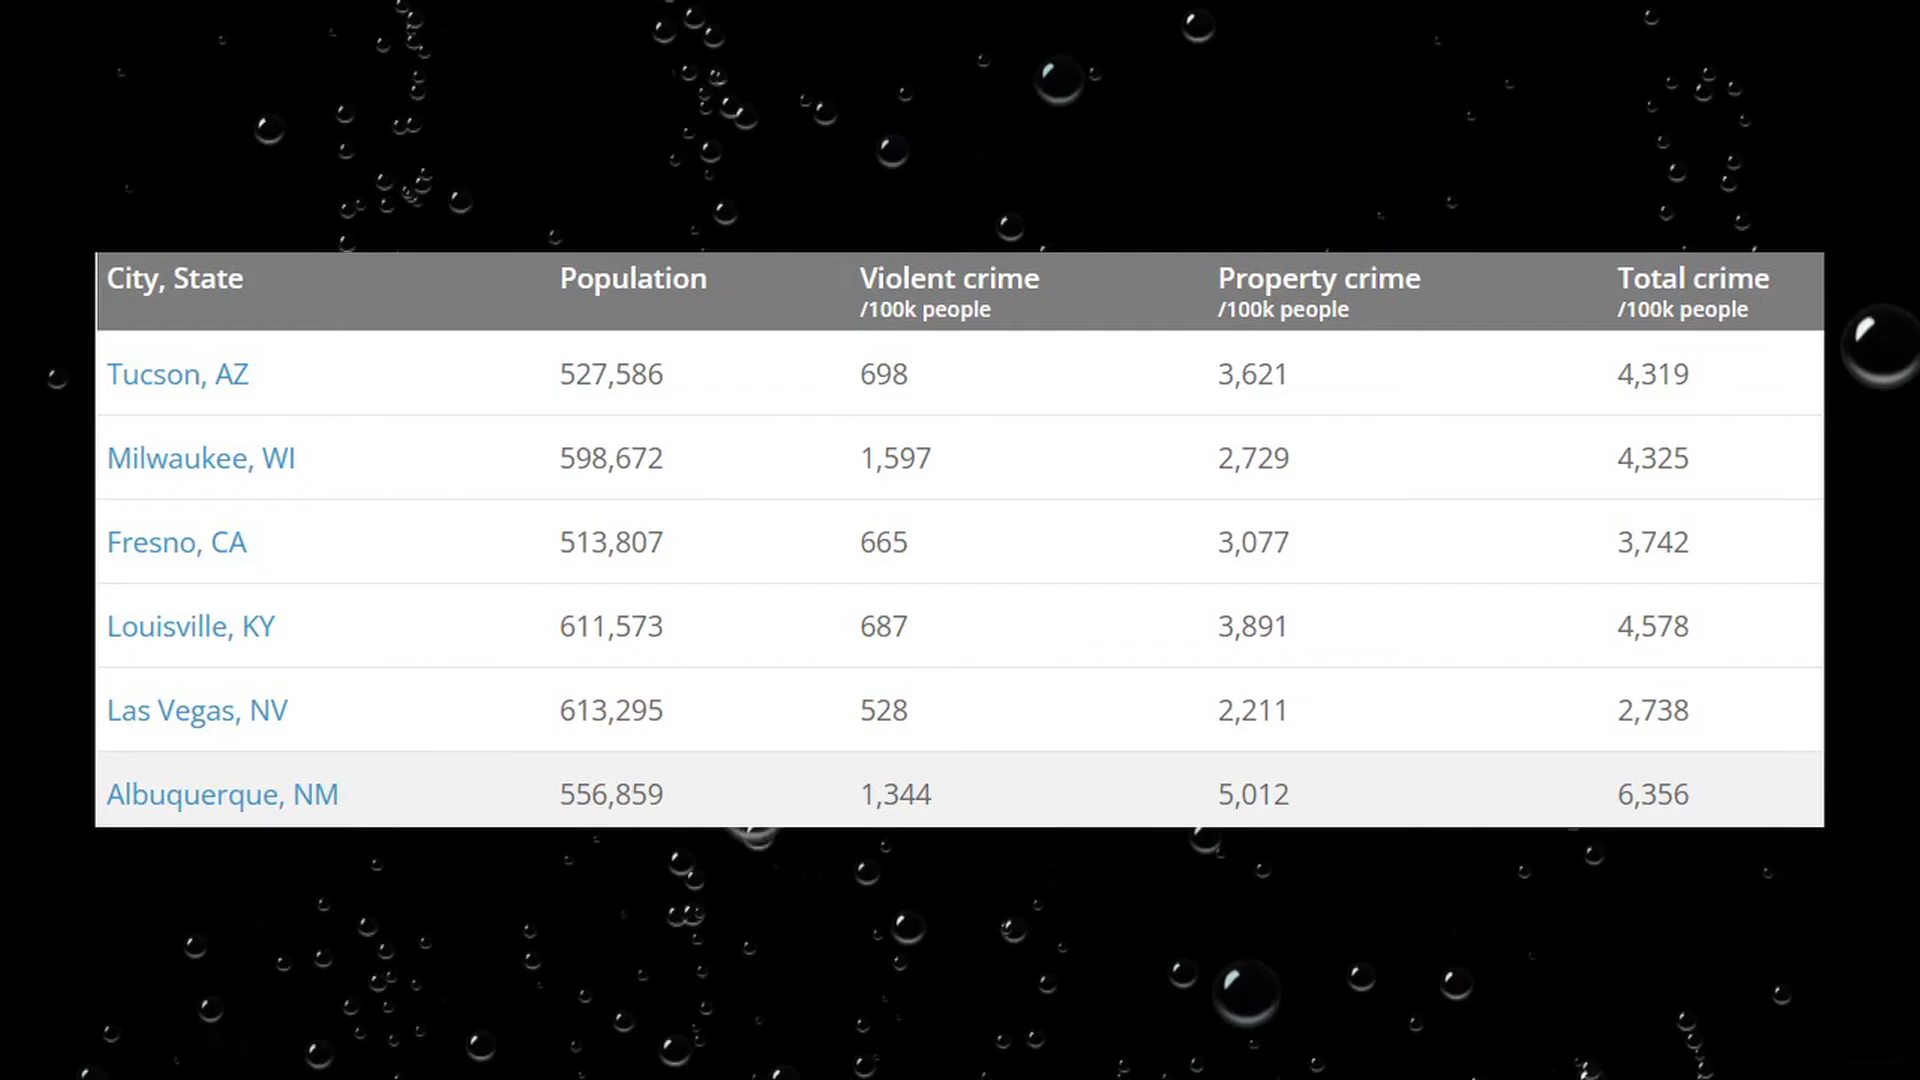 City, State Population Violent crime Property crime Total crime
/100k people /100k people /100k people
Tucson, AZ 527,586 698 3,621 4,319
Milwaukee, WI 598,672 1,597 2,729 4,325
Fresno, CA 513,807 665 3,077 3,742
Louisville, KY 611,573 687 3,891 4,578
Las Vegas, NV 613,295 528 2,211 2,738
Albuquerque, NM 556,859 1,344 5,012 6,356